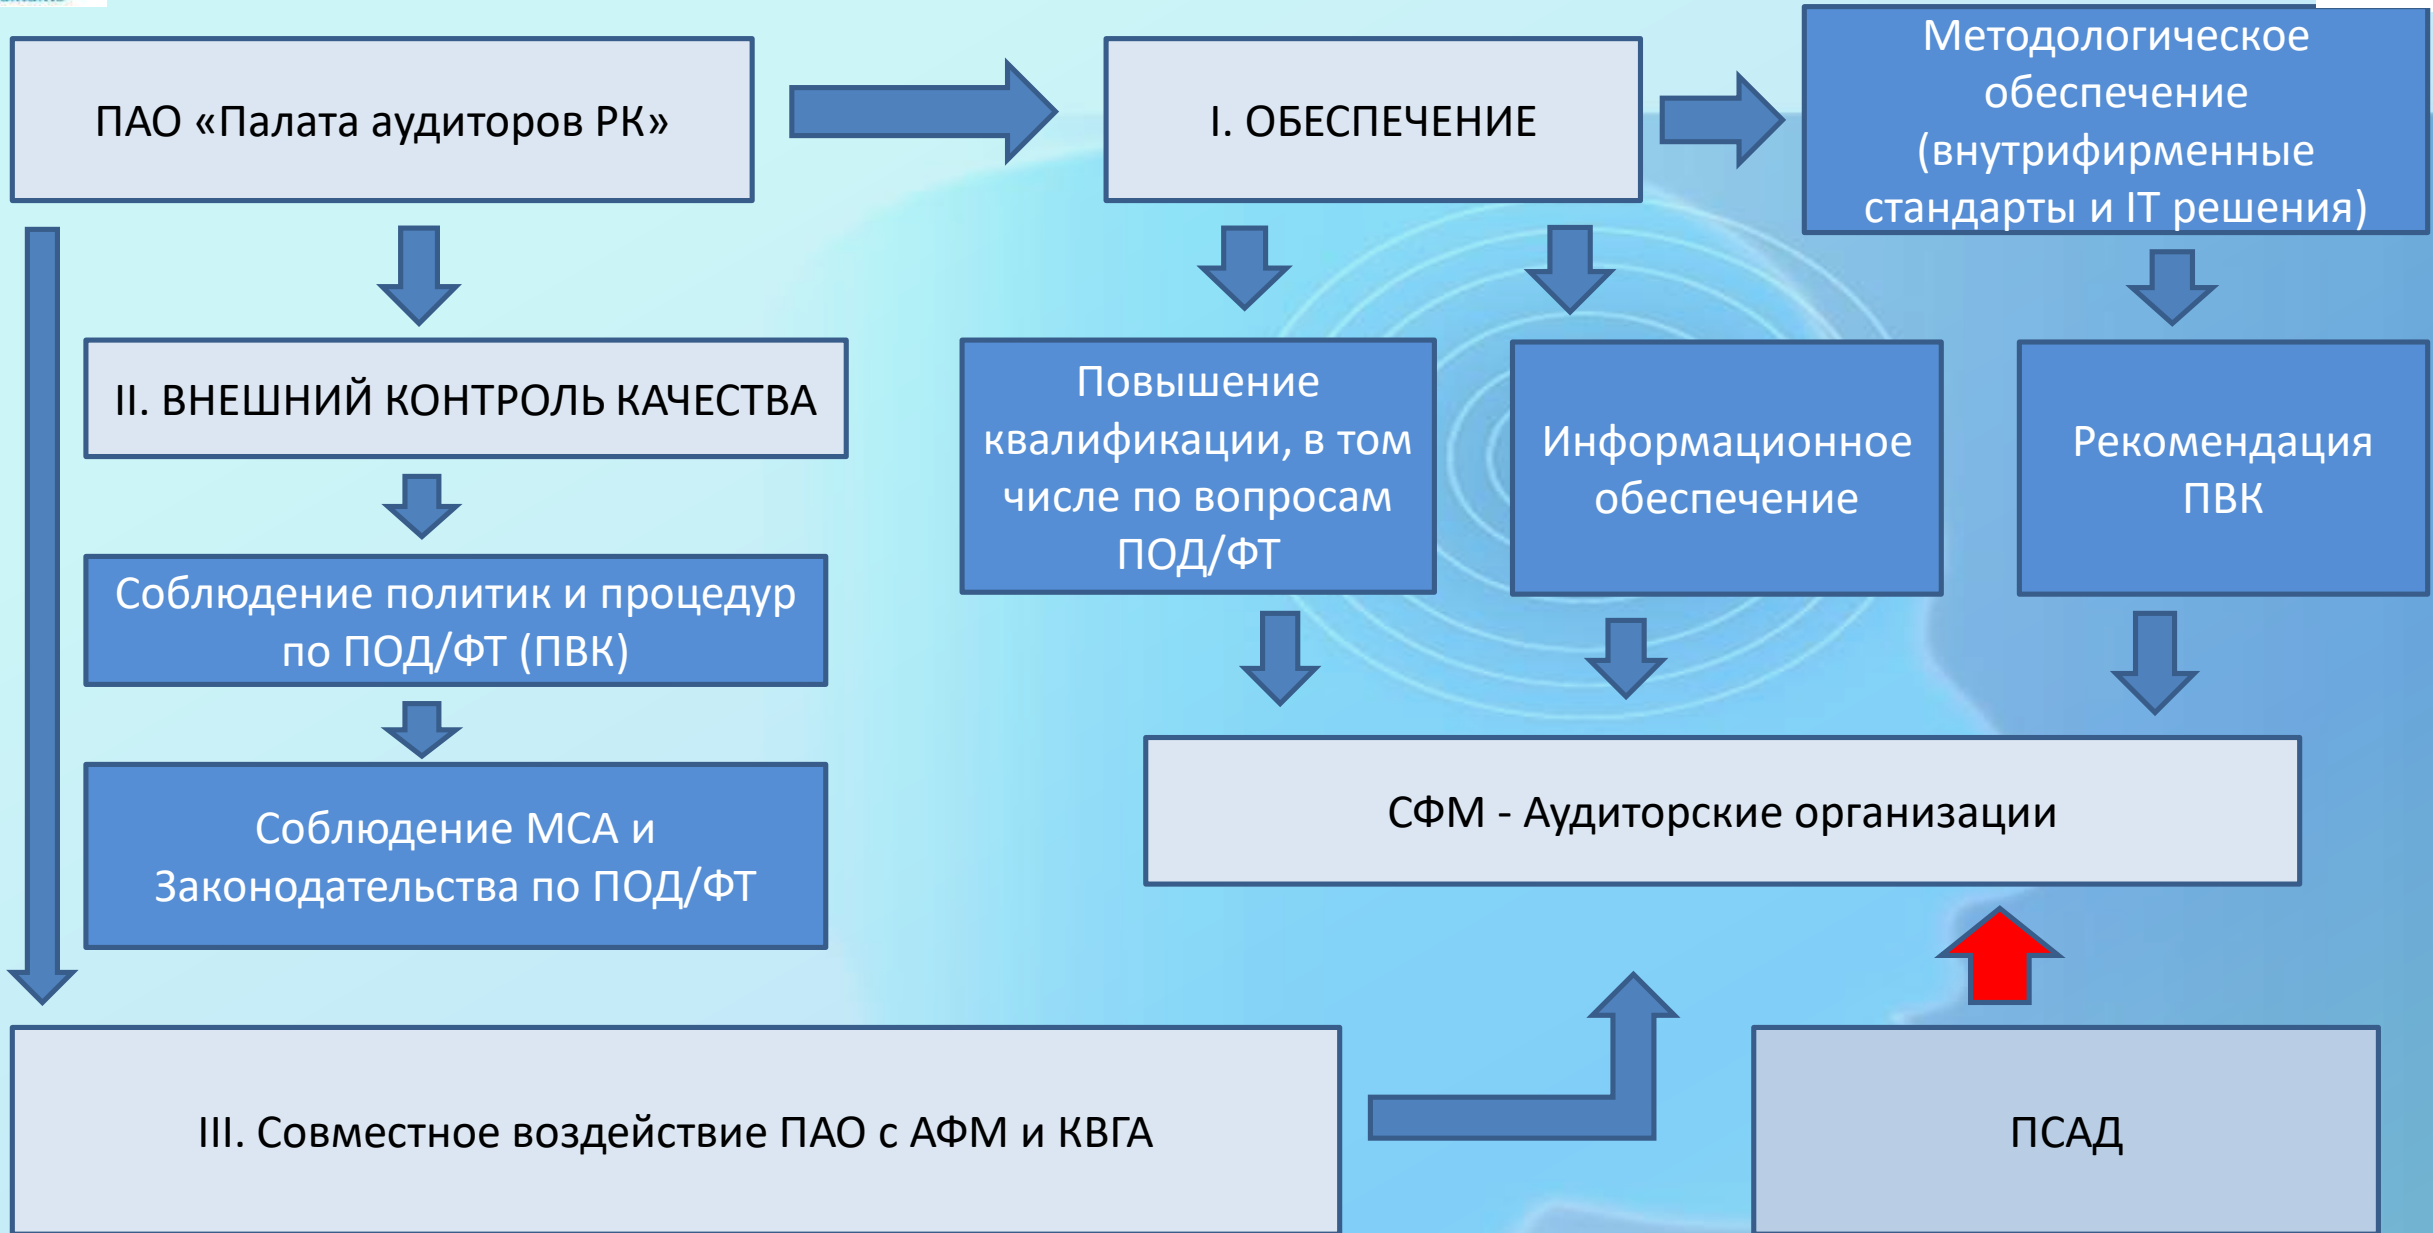 ПАО «Палата аудиторов РК»
I. ОБЕСПЕЧЕНИЕ
Методологическое
обеспечение
(внутрифирменные
стандарты и IT решения)
II. ВНЕШНИЙ КОНТРОЛЬ КАЧЕСТВА
Повышение
квалификации, в том
числе по вопросам
ПОД/ФТ
Информационное
обеспечение
Рекомендация
ПВК
Соблюдение политик и процедур
по ПОД/ФТ (ПВК)
Соблюдение МСА и
Законодательства по ПОД/ФТ
СФМ - Аудиторские организации
III. Совместное воздействие ПАО с АФМ и КВГА
ПСАД